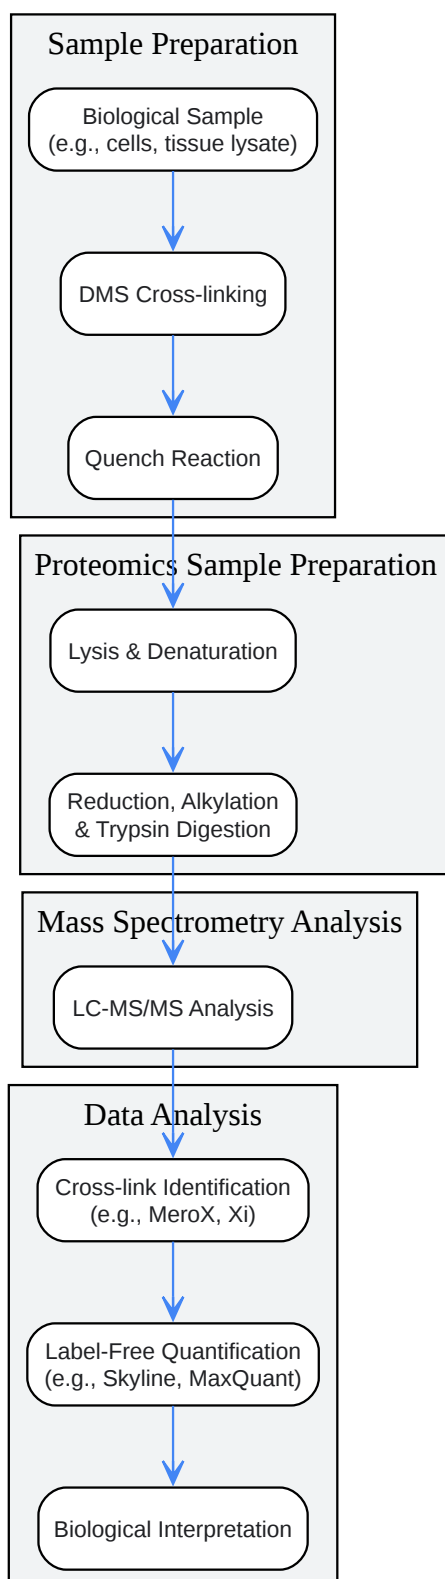 Sample Preparation
Biological Sample
(e.g., cells, tissue lysate)
DMS Cross-linking
Quench Reaction
Proteomics Sample Preparation
Lysis & Denaturation
Reduction, Alkylation
& Trypsin Digestion
Mass Spectrometry Analysis
LC-MS/MS Analysis
Data Analysis
Cross-link Identification
(e.g., MeroX, Xi)
Label-Free Quantification
(e.g., Skyline, MaxQuant)
Biological Interpretation